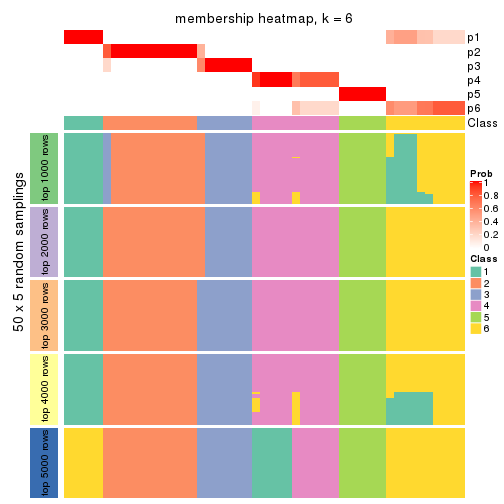 membership heatmap, k = 6
p1
p2
p3
p4
p5
p6
Class
50 x 5 random samplings
top 1000 rows
top 2000 rows
top 3000 rows
top 4000 rows
top 5000 rows
Prob
1
0.8
0.6
0.4
0.2
0
Class
1
2
3
4
5
6